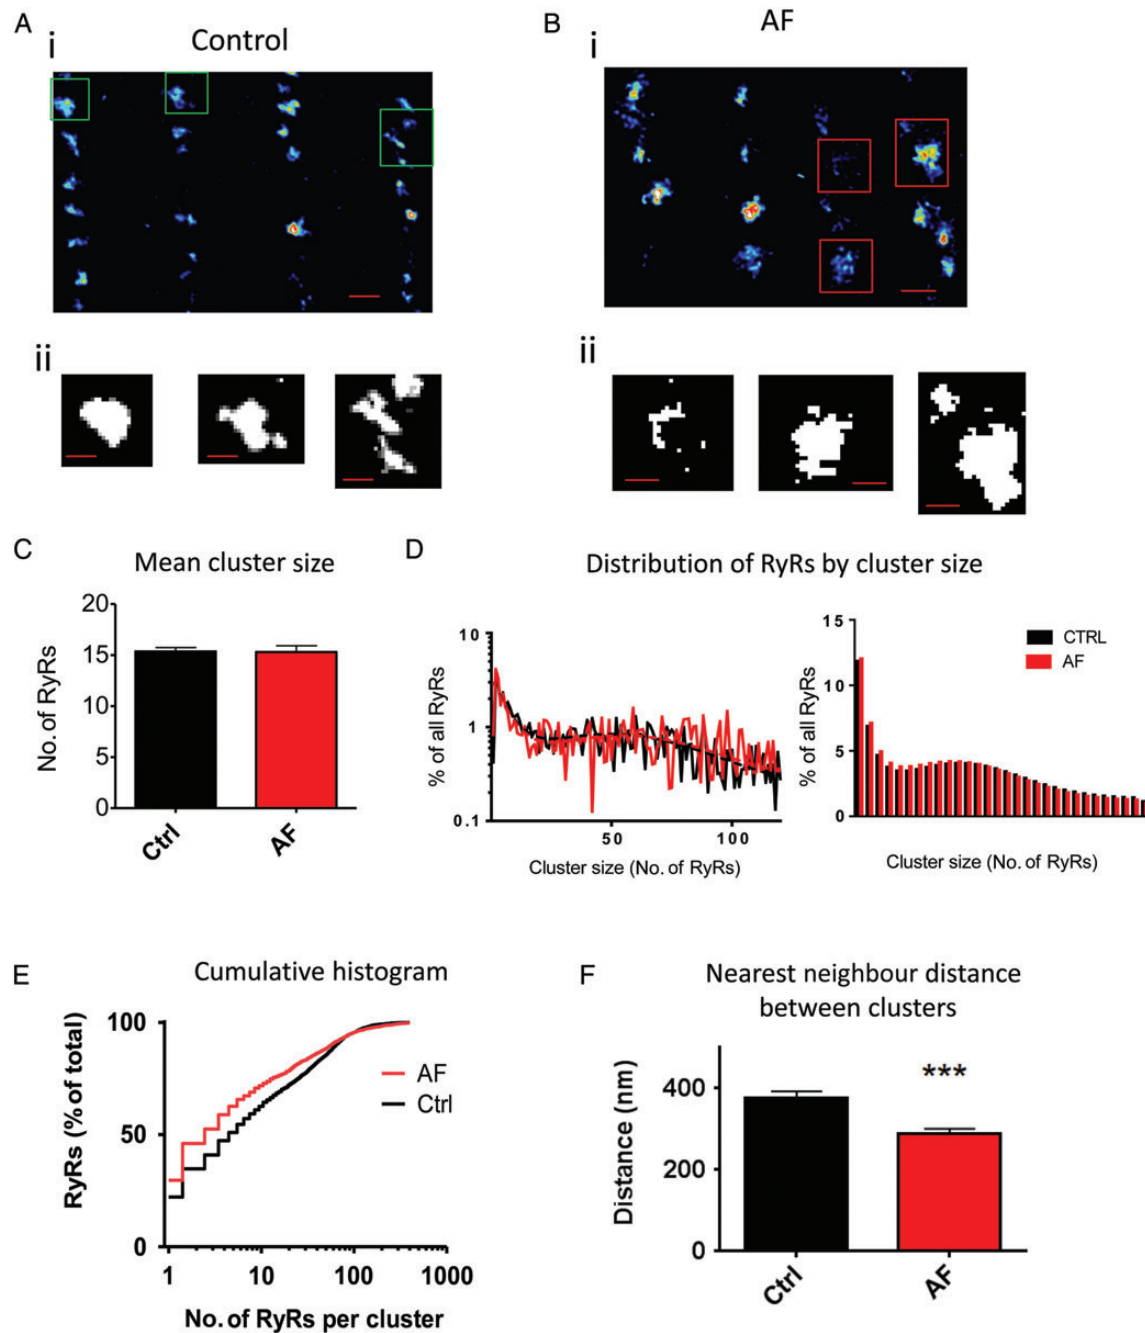 A
i
Control
B
AF
i
ii
ii
C
Mean cluster size
No. of RyRs
20
15
10
5
0
Ctrl
AF
D
Distribution of RyRs by cluster size
% of all RyRs
10
1
0.1
50
100
Cluster size (No. of RyRs)
% of all RyRs
15
10
5
0
CTRL
AF
Cluster size (No. of RyRs)
E
Cumulative histogram
RyRs (% of total)
100
50
0
AF
Ctrl
1
10
100
1000
No. of RyRs per cluster
F
Nearest neighbour distance
between clusters
Distance (nm)
400
200
0
***
Ctrl
AF